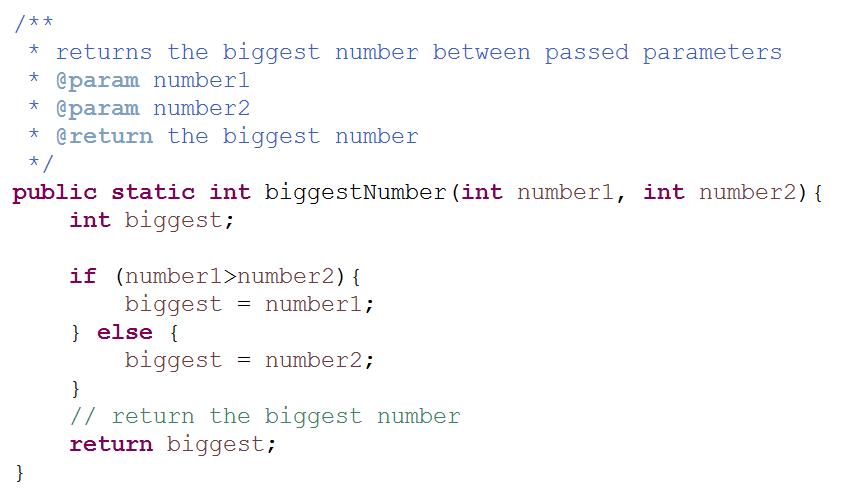 /**
 * returns the biggest number between passed parameters
 * @param number1
 * @param number2
 * @return the biggest number
 */
public static int biggestNumber(int number1, int number2){
    int biggest;

    if (number1>number2){
        biggest = number1;
    } else {
        biggest = number2;
    }
    // return the biggest number
    return biggest;
}